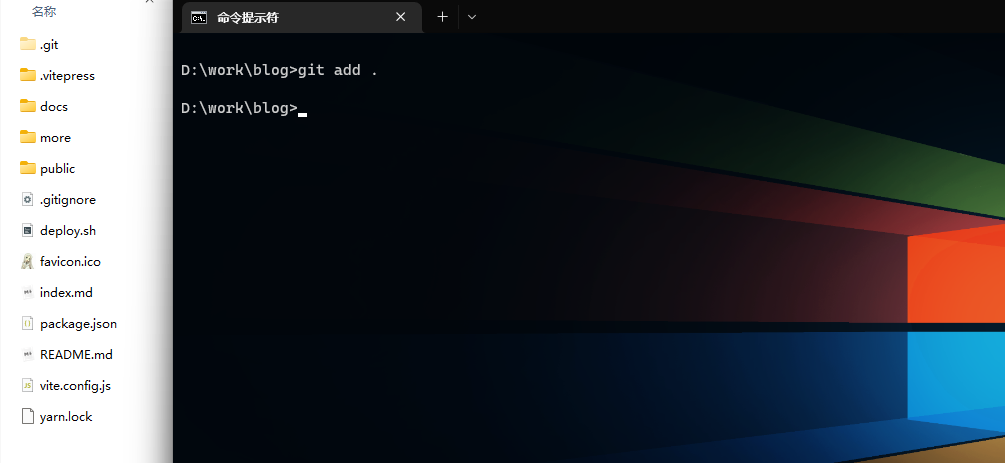 名称
.git
.vitepress
docs
more
public
.gitignore
deploy.sh
favicon.ico
index.md
package.json
README.md
vite.config.js
yarn.lock
命令提示符
D:\work\blog>git add .
D:\work\blog>